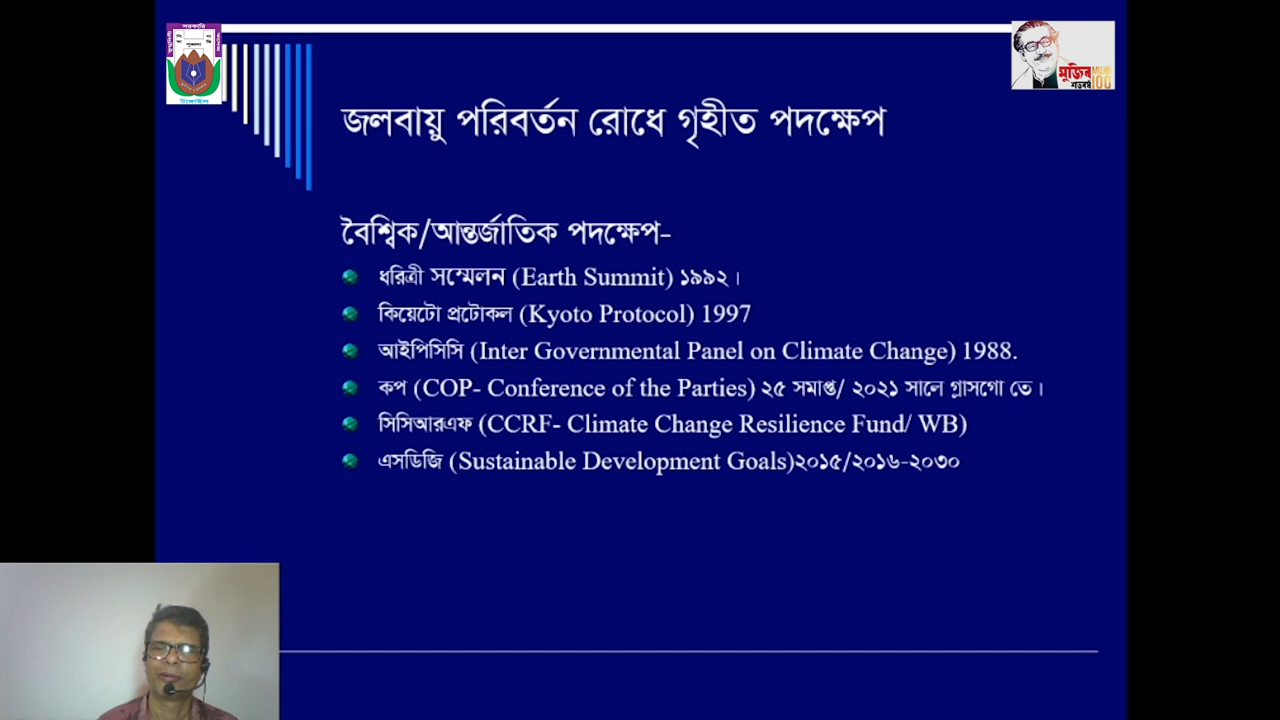 জলবায়ু পরিবর্তন রোধে গৃহীত পদক্ষেপ
বৈশ্বিক/আন্তর্জাতিক পদক্ষেপ-
ধরিত্রী সম্মেলন (Earth Summit) ১৯৯২।
কিয়েটো প্রটোকল (Kyoto Protocol) 1997
আইপিসিসি (Inter Governmental Panel on Climate Change) 1988.
কপ (COP- Conference of the Parties) ২৫ সমাপ্ত/ ২০২১ সালে গ্লাসগো তে।
সিসিআরএফ (CCRF- Climate Change Resilience Fund/ WB)
এসডিজি (Sustainable Development Goals)২০১৫/২০১৬-২০৩০
মুজিব
শতবর্ষ
100
টাঙ্গাইল